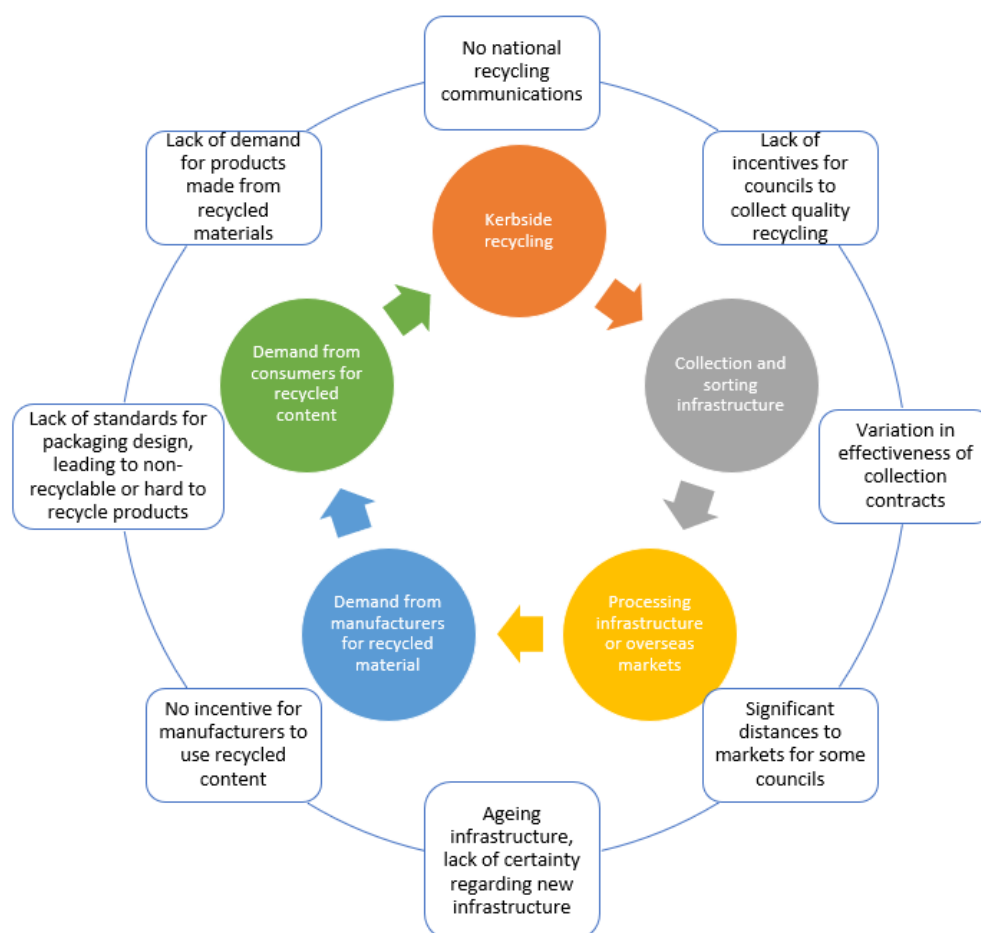 No national
recycling
communications
Lack of
incentives for
councils to
collect quality
recycling
Variation in
effectiveness of
collection
contracts
Significant
distances to
markets for some
councils
Ageing
infrastructure,
lack of certainty
regarding new
infrastructure
No incentive for
manufacturers to
use recycled
content
Lack of standards for
packaging design,
leading to non-
recyclable or hard to
recycle products
Lack of demand
for products
made from
recycled
materials
Kerbside
recycling
Collection and
sorting
infrastructure
Processing
infrastructure
or overseas
markets
Demand from
manufacturers
for recycled
material
Demand from
consumers for
recycled
content